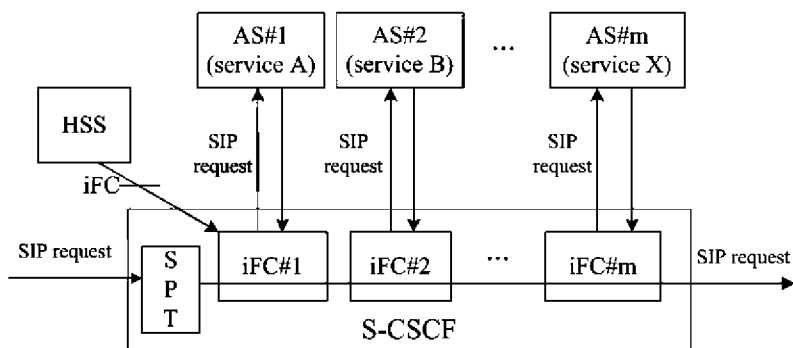 AS#1
(service A)
AS#2
(service B)
...
AS#m
(service X)
HSS
iFC
SIP
request
SIP
request
SIP
request
SIP request
S
P
T
iFC#1
iFC#2
...
iFC#m
SIP request
S-CSCF